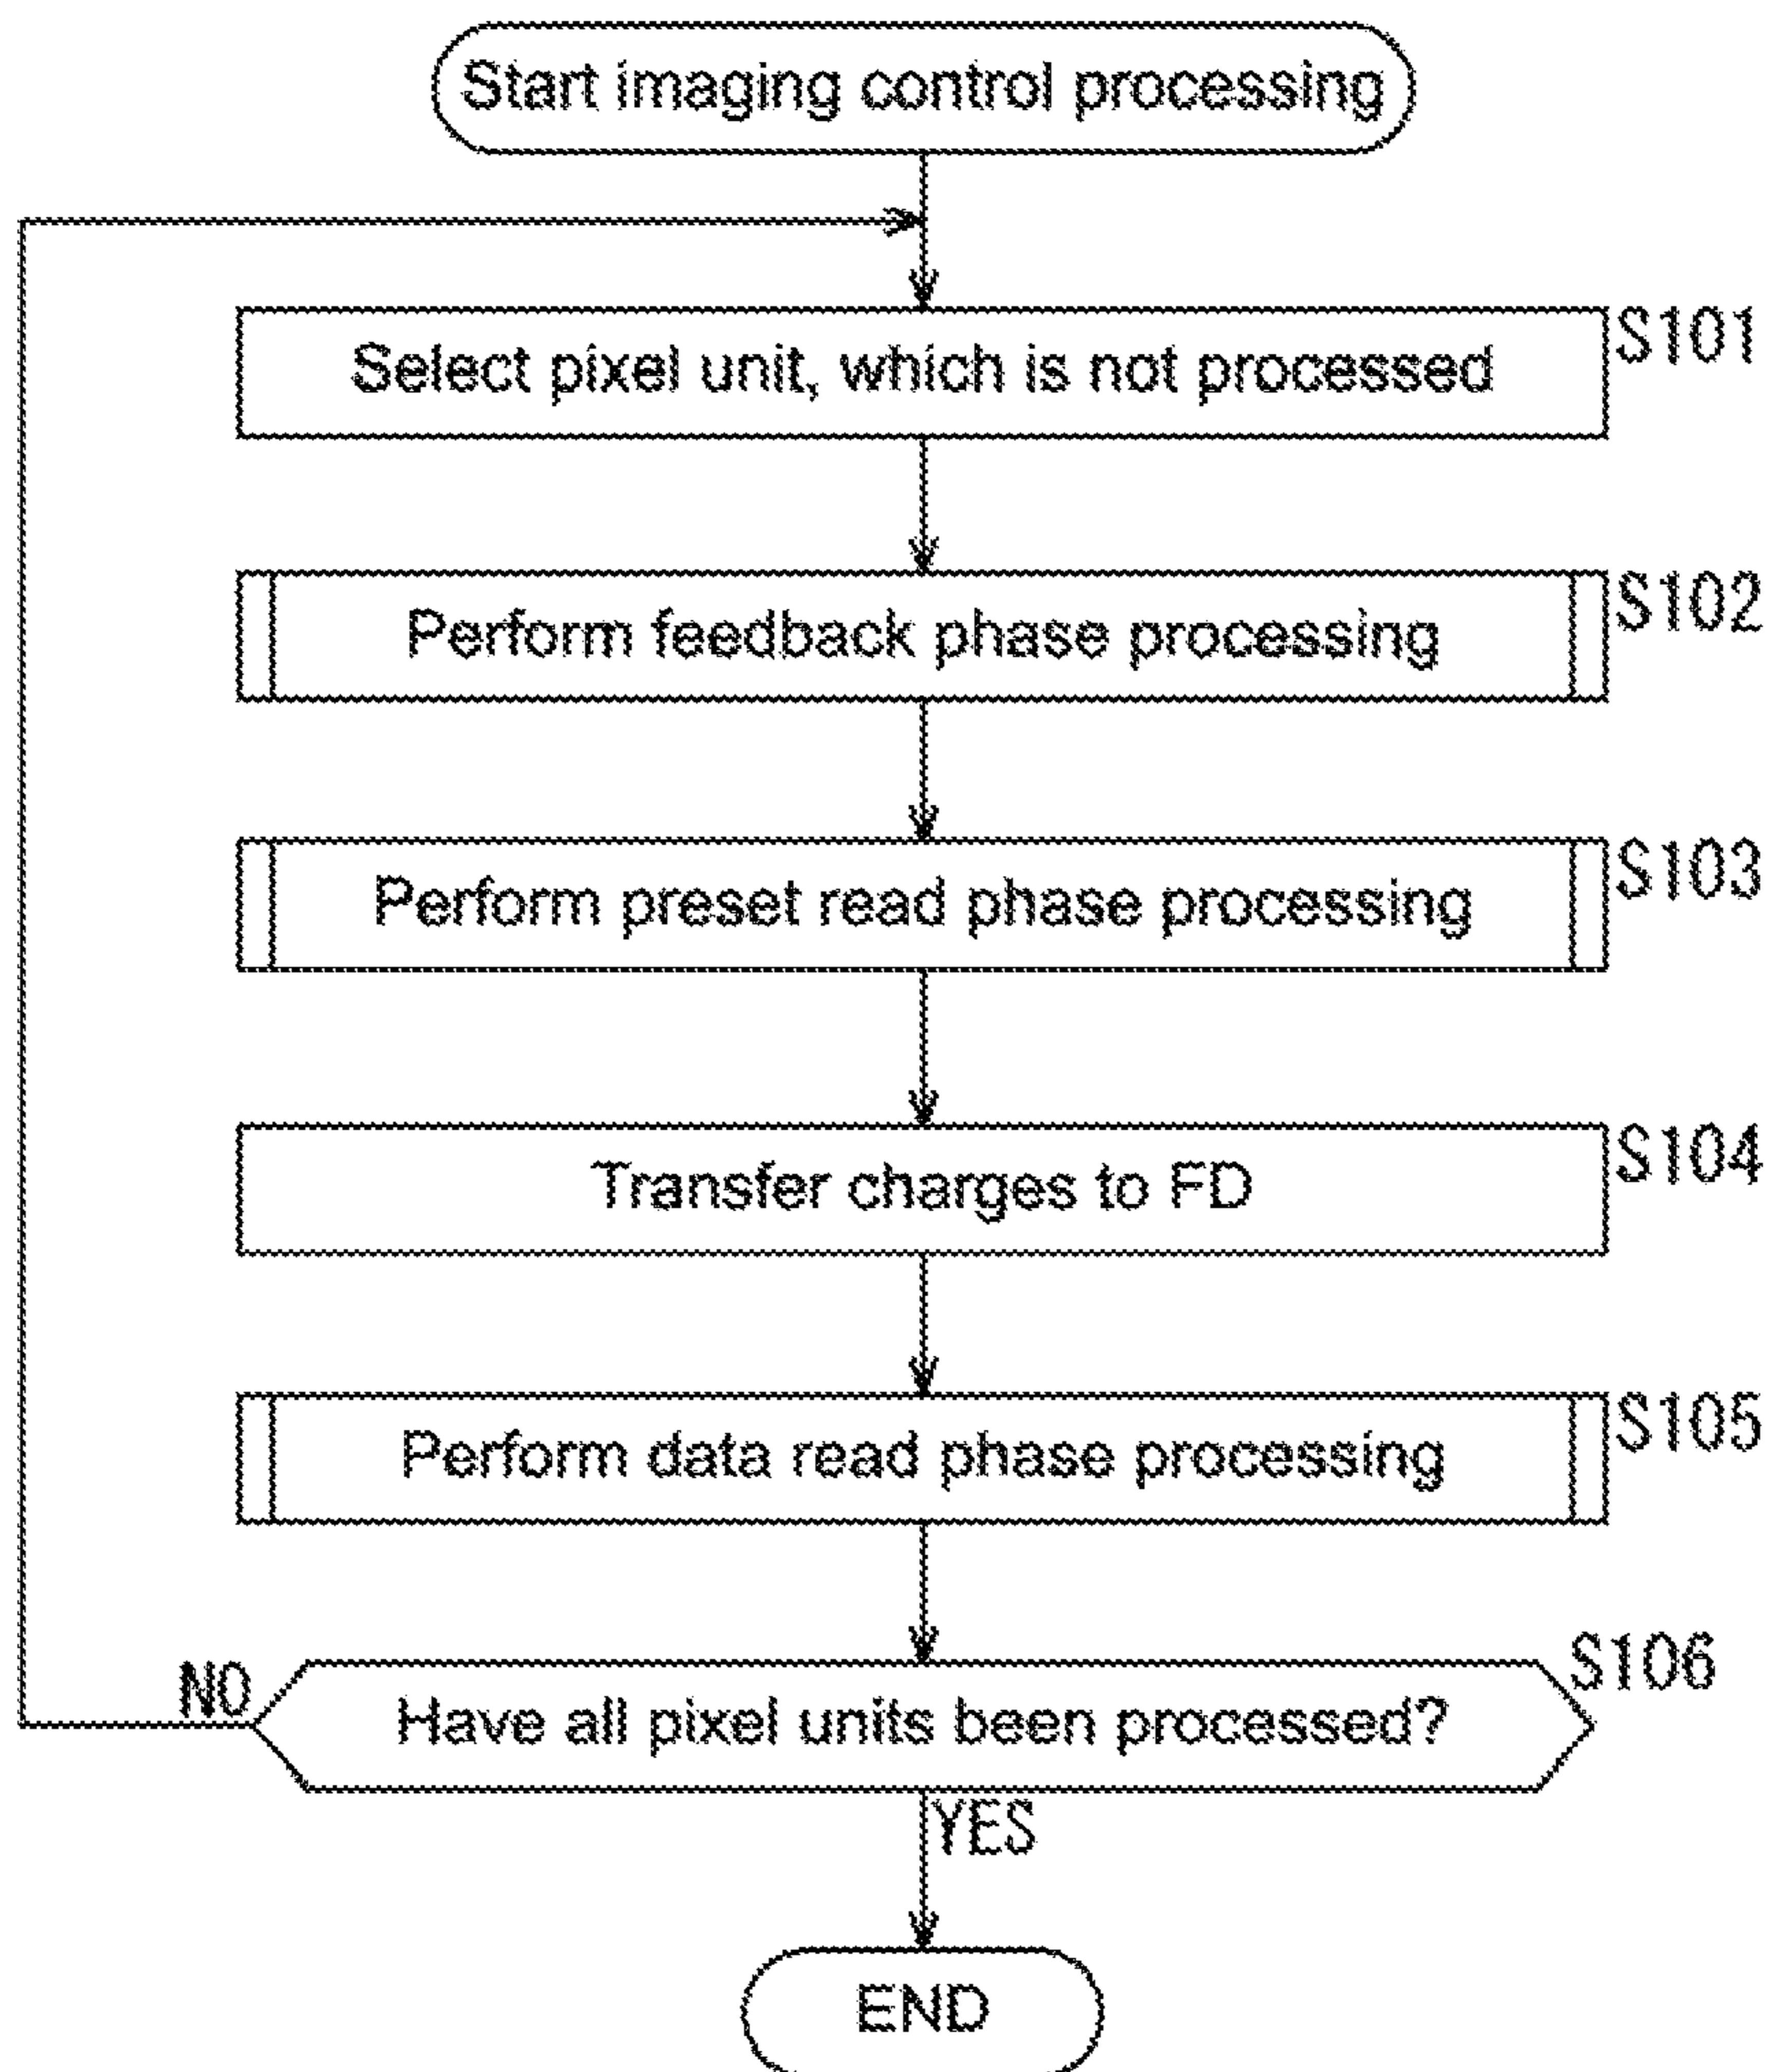 Start imaging control processing
S101
Select pixel unit, which is not processed
S102
Perform feedback phase processing
S103
Perform preset read phase processing
S104
Transfer charges to FD
S105
Perform data read phase processing
S106
NO
Have all pixel units been processed?
YES
END